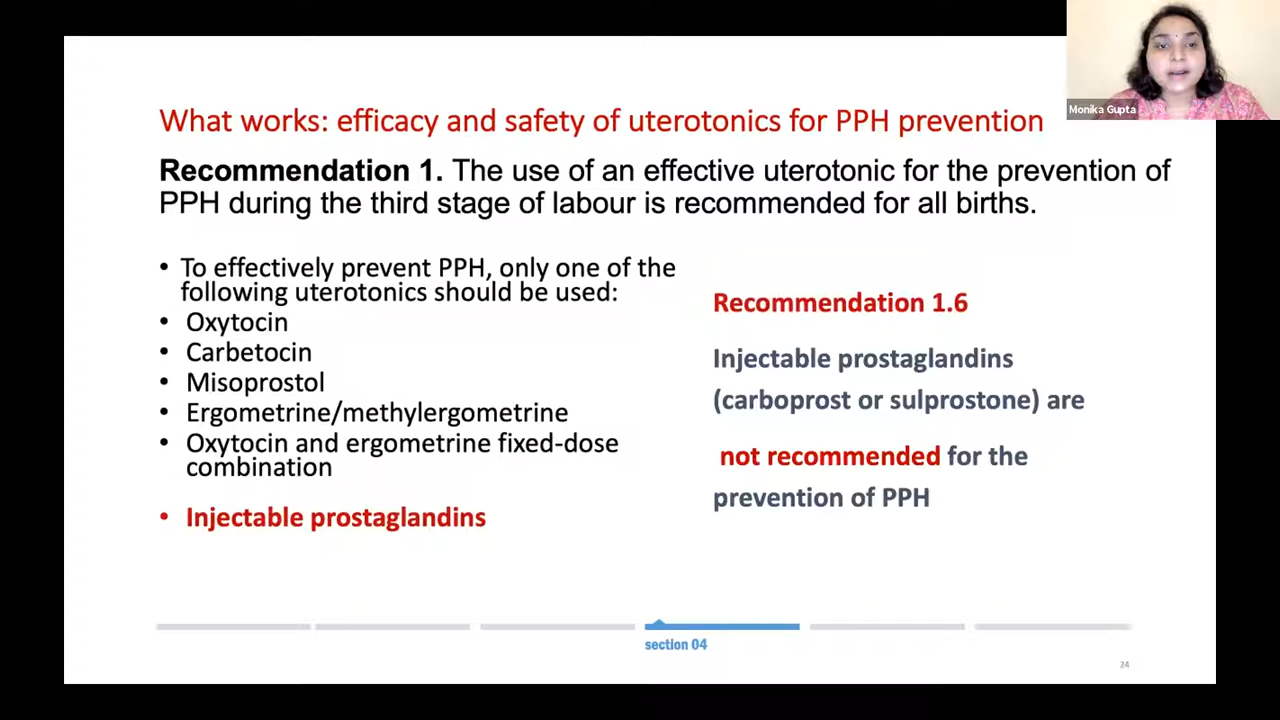 Monika Gupta
What works: efficacy and safety of uterotonics for PPH prevention
Recommendation 1. The use of an effective uterotonic for the prevention of
PPH during the third stage of labour is recommended for all births.
• To effectively prevent PPH, only one of the
following uterotonics should be used:
• Oxytocin
• Carbetocin
• Misoprostol
• Ergometrine/methylergometrine
• Oxytocin and ergometrine fixed-dose
combination
• Injectable prostaglandins
Recommendation 1.6
Injectable prostaglandins
(carboprost or sulprostone) are
not recommended for the
prevention of PPH
section 04
24